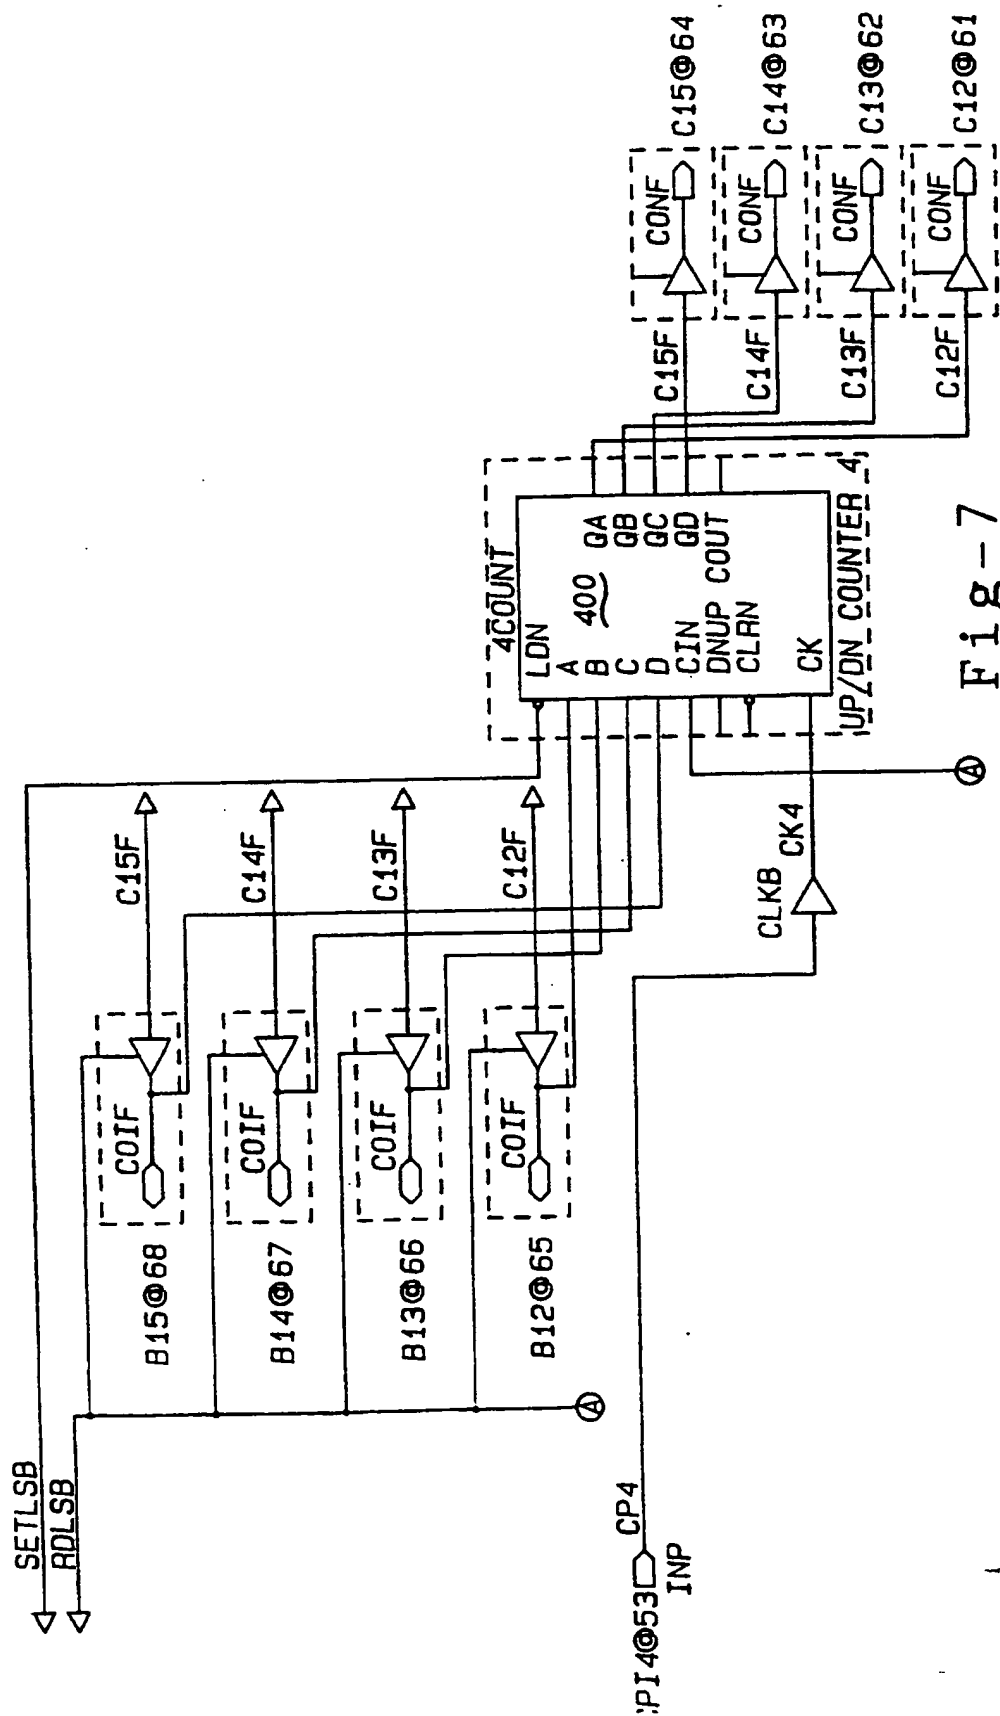 SETLSB
RDLSB
B15@68
COIF
C15F
B14@67
COIF
C14F
B13@66
COIF
C13F
B12@65
COIF
C12F
A
4COUNT
LDN
A
B
C
D
CIN
DNUP
CLRN
CK
400
QA
QB
QC
QD
COUT
UP/DN COUNTER 4
C15F
CONF
C15@64
C14F
CONF
C14@63
C13F
CONF
C13@62
C12F
CONF
C12@61
PI4@53
INP
CP4
CLKB
CK4
A
Fig-7